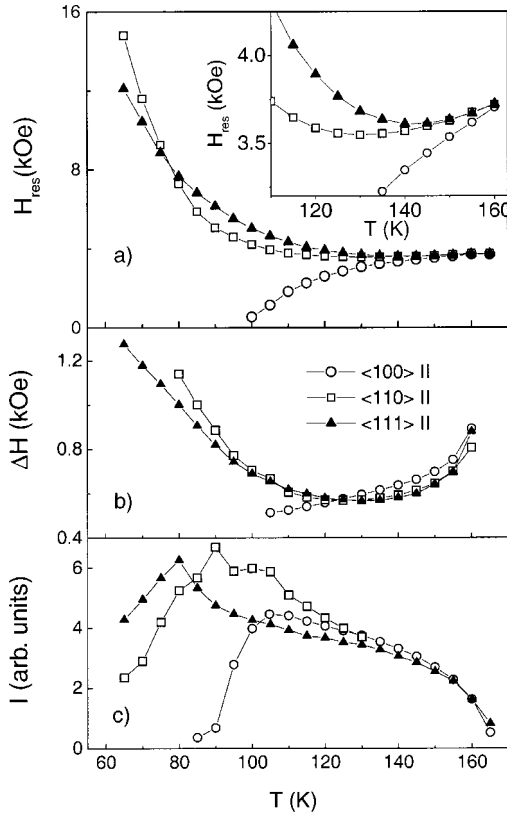 16
8
0
H_res(kOe)
a)
4.0
3.5
H_res (kOe)
120
140
160
T (K)
1.2
0.8
0.4
ΔH (kOe)
b)
<100> II
<110> II
<111> II
6
4
2
0
I (arb. units)
c)
60
80
100
120
140
160
T (K)